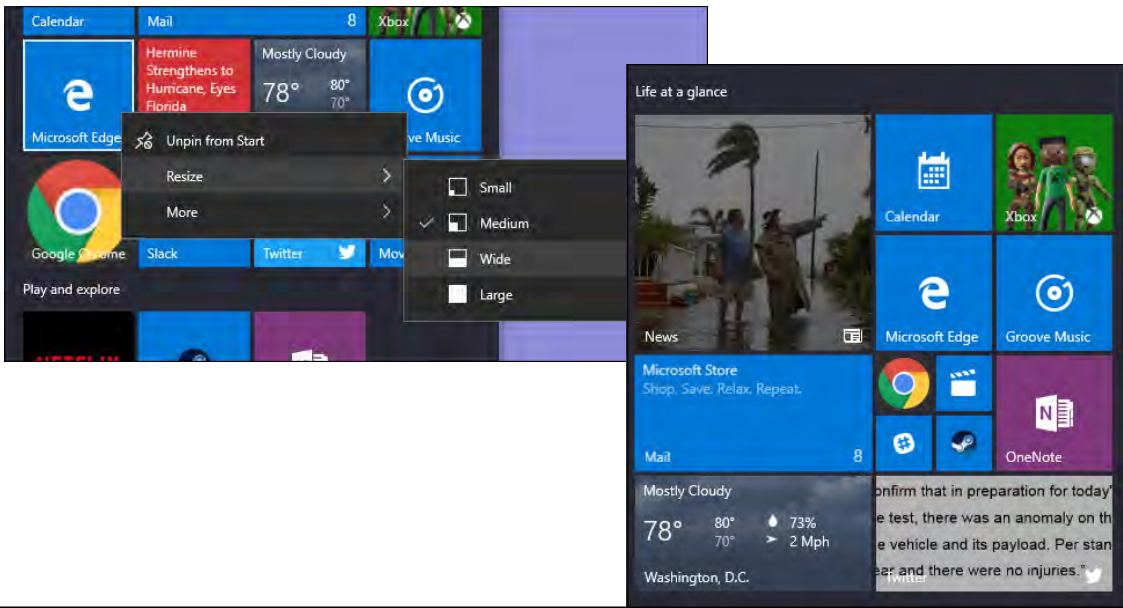 Calendar
Mail
8
Xbox
Hermine
Strengthens to
Hurricane, Eyes
Florida
Mostly Cloudy
78°
80°
70°
Microsoft Edge
ve Music
Unpin from Start
Resize
More
Small
Medium
Wide
Large
Google Chrome
Slack
Twitter
Mov
Play and explore
NETFLIX
Life at a glance
News
Calendar
Xbox
Microsoft Edge
Groove Music
Microsoft Store
Shop. Save. Relax. Repeat.
Mail
8
N
OneNote
Mostly Cloudy
78°
80°
70°
73%
2 Mph
Washington, D.C.
onfirm that in preparation for today'
e test, there was an anomaly on th
e vehicle and its payload. Per stan
ear and there were no injuries."
Twitter